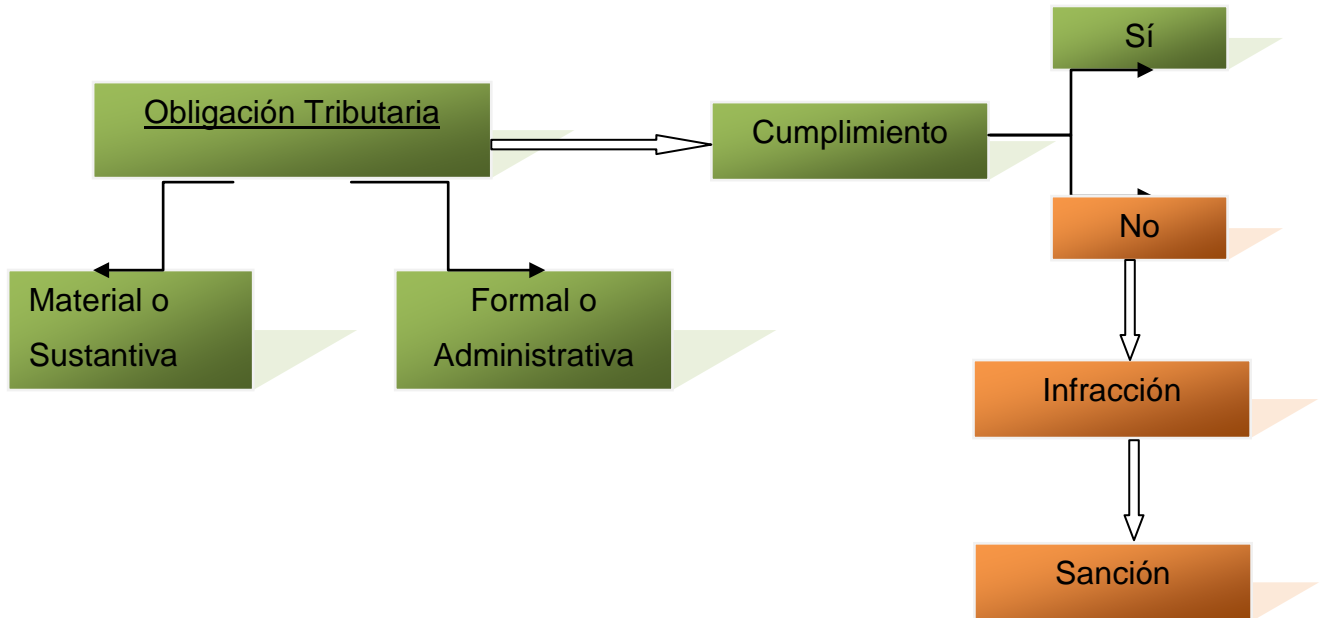 Sí
Obligación Tributaria
Cumplimiento
No
Material o
Sustantiva
Formal o
Administrativa
Infracción
Sanción